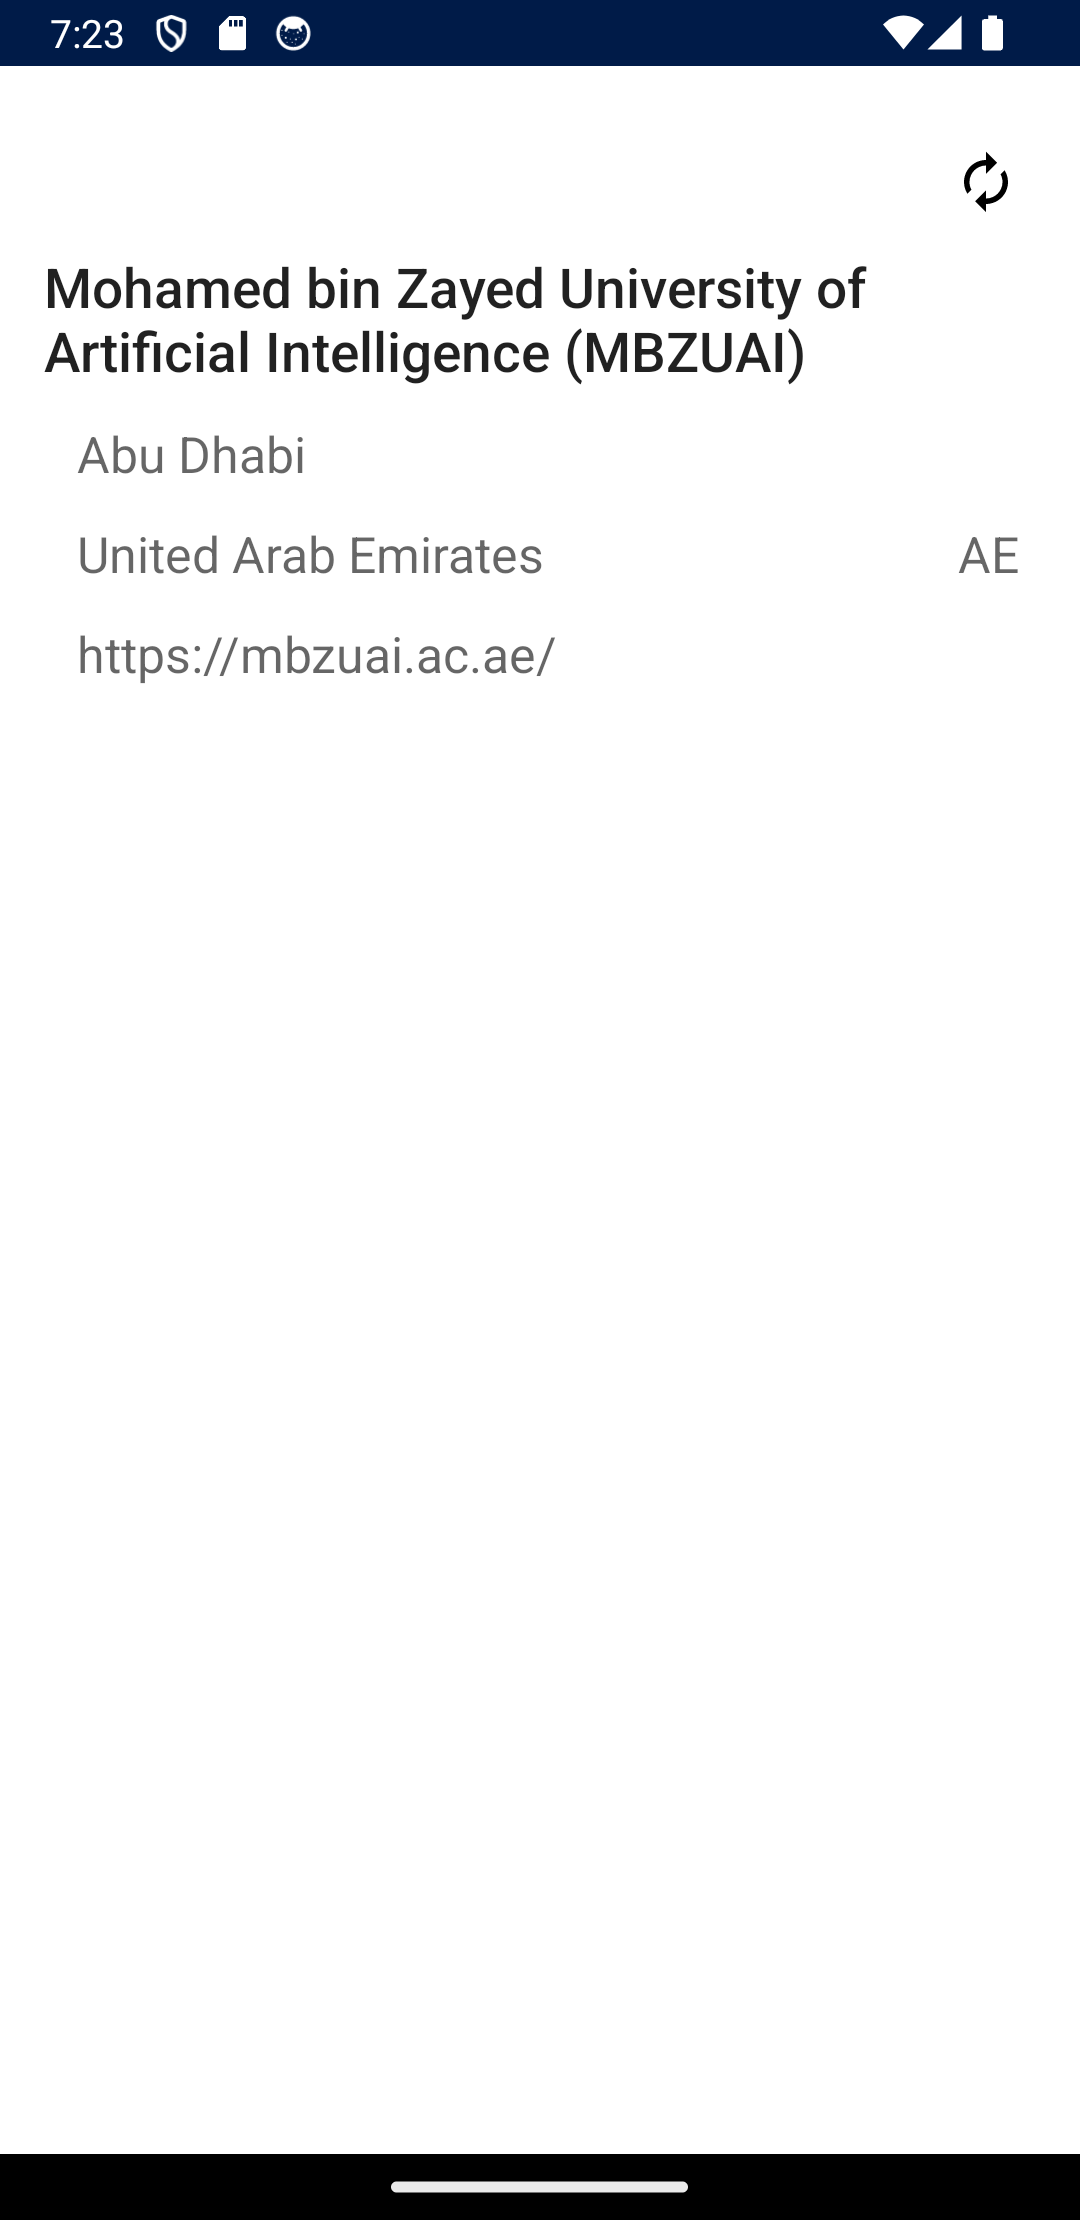 7:23
Mohamed bin Zayed University of
Artificial Intelligence (MBZUAI)
Abu Dhabi
United Arab Emirates AE
https://mbzuai.ac.ae/